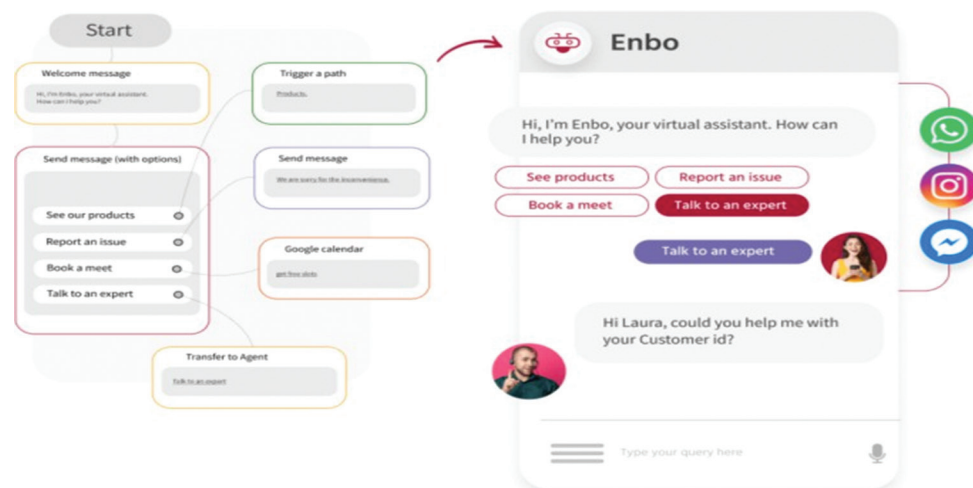 Start
Welcome message
Hi, I'm Enbo, your virtual assistant.
How can I help you?
Send message (with options)
See our products
Report an issue
Book a meet
Talk to an expert
Trigger a path
Products.
Send message
We are sorry for the inconvenience.
Google calendar
get free slots
Transfer to Agent
Talk to an expert
Enbo
Hi, I'm Enbo, your virtual assistant. How can
I help you?
See products
Report an issue
Book a meet
Talk to an expert
Talk to an expert
Hi Laura, could you help me with
your Customer id?
Type your query here